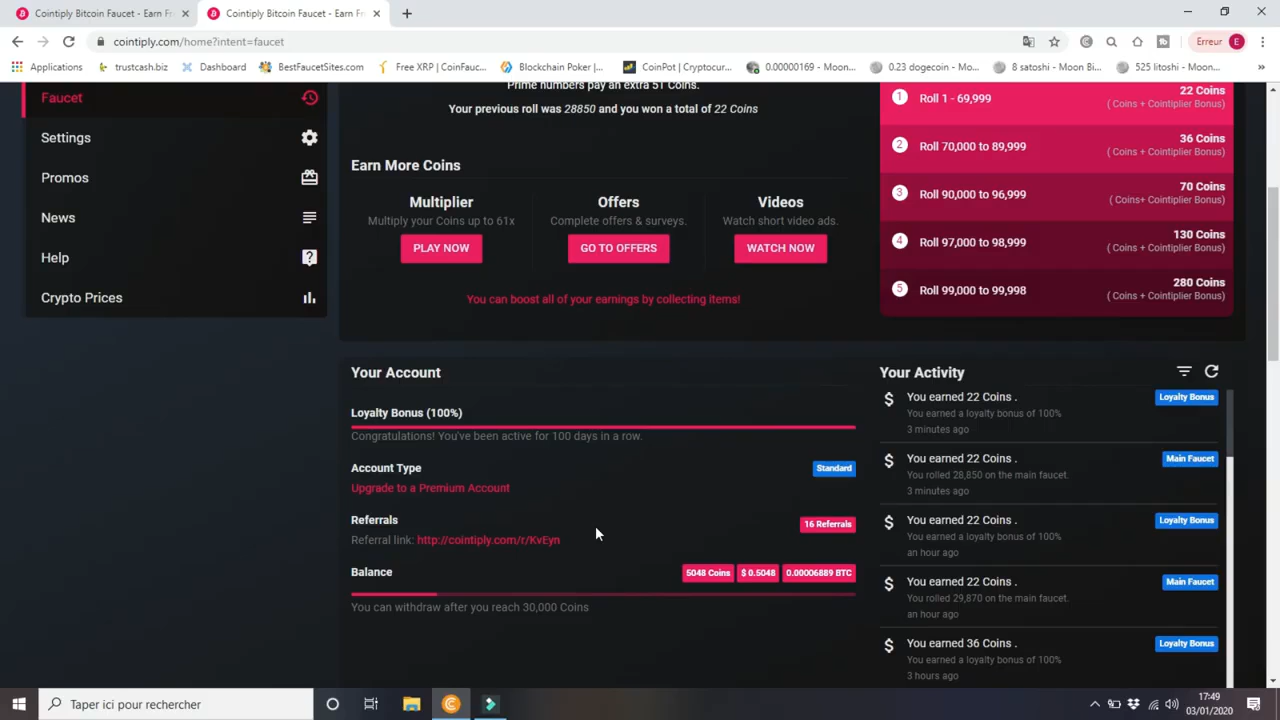 Cointiply Bitcoin Faucet - Earn Fr
Cointiply Bitcoin Faucet - Earn Fr
cointiply.com/home?intent=faucet
Erreur E
Applications
trustcash.biz
Dashboard
BestFaucetSites.com
Free XRP | CoinFauc...
Blockchain Poker |...
CoinPot | Cryptocur...
0.00000169 - Moon...
0.23 dogecoin - Mo...
8 satoshi - Moon Bi...
525 litoshi - Moon...
»
Faucet
Settings
Promos
News
Help
Crypto Prices
Prime numbers pay an extra 51 Coins.
Your previous roll was 28850 and you won a total of 22 Coins
Earn More Coins
Multiplier
Multiply your Coins up to 61x
PLAY NOW
Offers
Complete offers & surveys.
GO TO OFFERS
Videos
Watch short video ads.
WATCH NOW
You can boost all of your earnings by collecting items!
1 Roll 1 - 69,999 22 Coins
( Coins + Cointiplier Bonus)
2 Roll 70,000 to 89,999 36 Coins
( Coins + Cointiplier Bonus)
3 Roll 90,000 to 96,999 70 Coins
( Coins+ Cointiplier Bonus)
4 Roll 97,000 to 98,999 130 Coins
( Coins + Cointiplier Bonus)
5 Roll 99,000 to 99,998 280 Coins
( Coins + Cointiplier Bonus)
Your Account
Loyalty Bonus (100%)
Congratulations! You've been active for 100 days in a row.
Account Type Standard
Upgrade to a Premium Account
Referrals 16 Referrals
Referral link: http://cointiply.com/r/KvEyn
Balance 5048 Coins $ 0.5048 0.00006889 BTC
You can withdraw after you reach 30,000 Coins
Your Activity
You earned 22 Coins . Loyalty Bonus
You earned a loyalty bonus of 100%
3 minutes ago
You earned 22 Coins . Main Faucet
You rolled 28,850 on the main faucet.
3 minutes ago
You earned 22 Coins . Loyalty Bonus
You earned a loyalty bonus of 100%
an hour ago
You earned 22 Coins . Main Faucet
You rolled 29,870 on the main faucet.
an hour ago
You earned 36 Coins . Loyalty Bonus
You earned a loyalty bonus of 100%
3 hours ago
Taper ici pour rechercher
17:49
03/01/2020